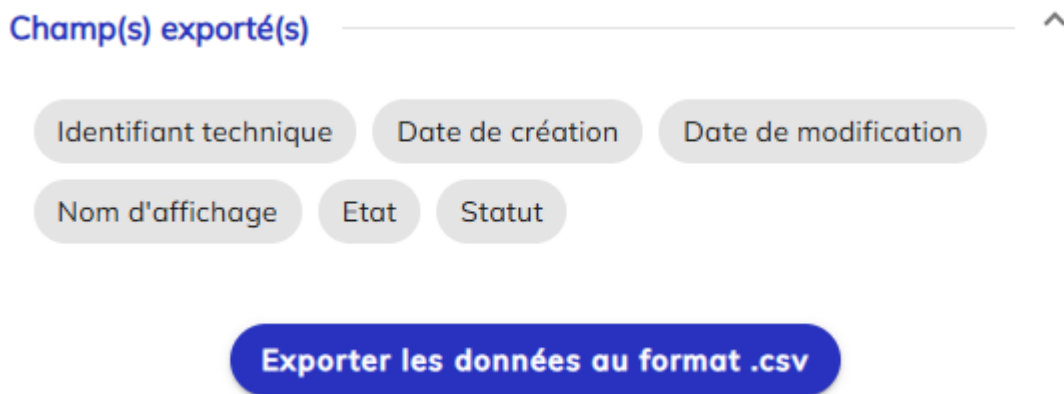 Champ(s) exporté(s)
Identifiant technique Date de création Date de modification
Nom d'affichage Etat Statut
Exporter les données au format .csv